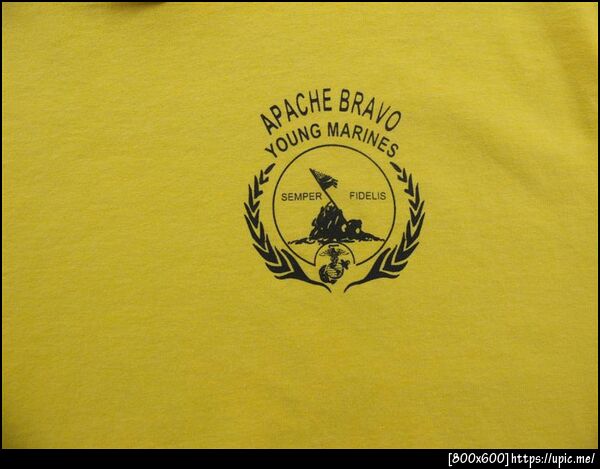 APACHE BRAVO
YOUNG MARINES
SEMPER FIDELIS
[800x600]https://upic.me/